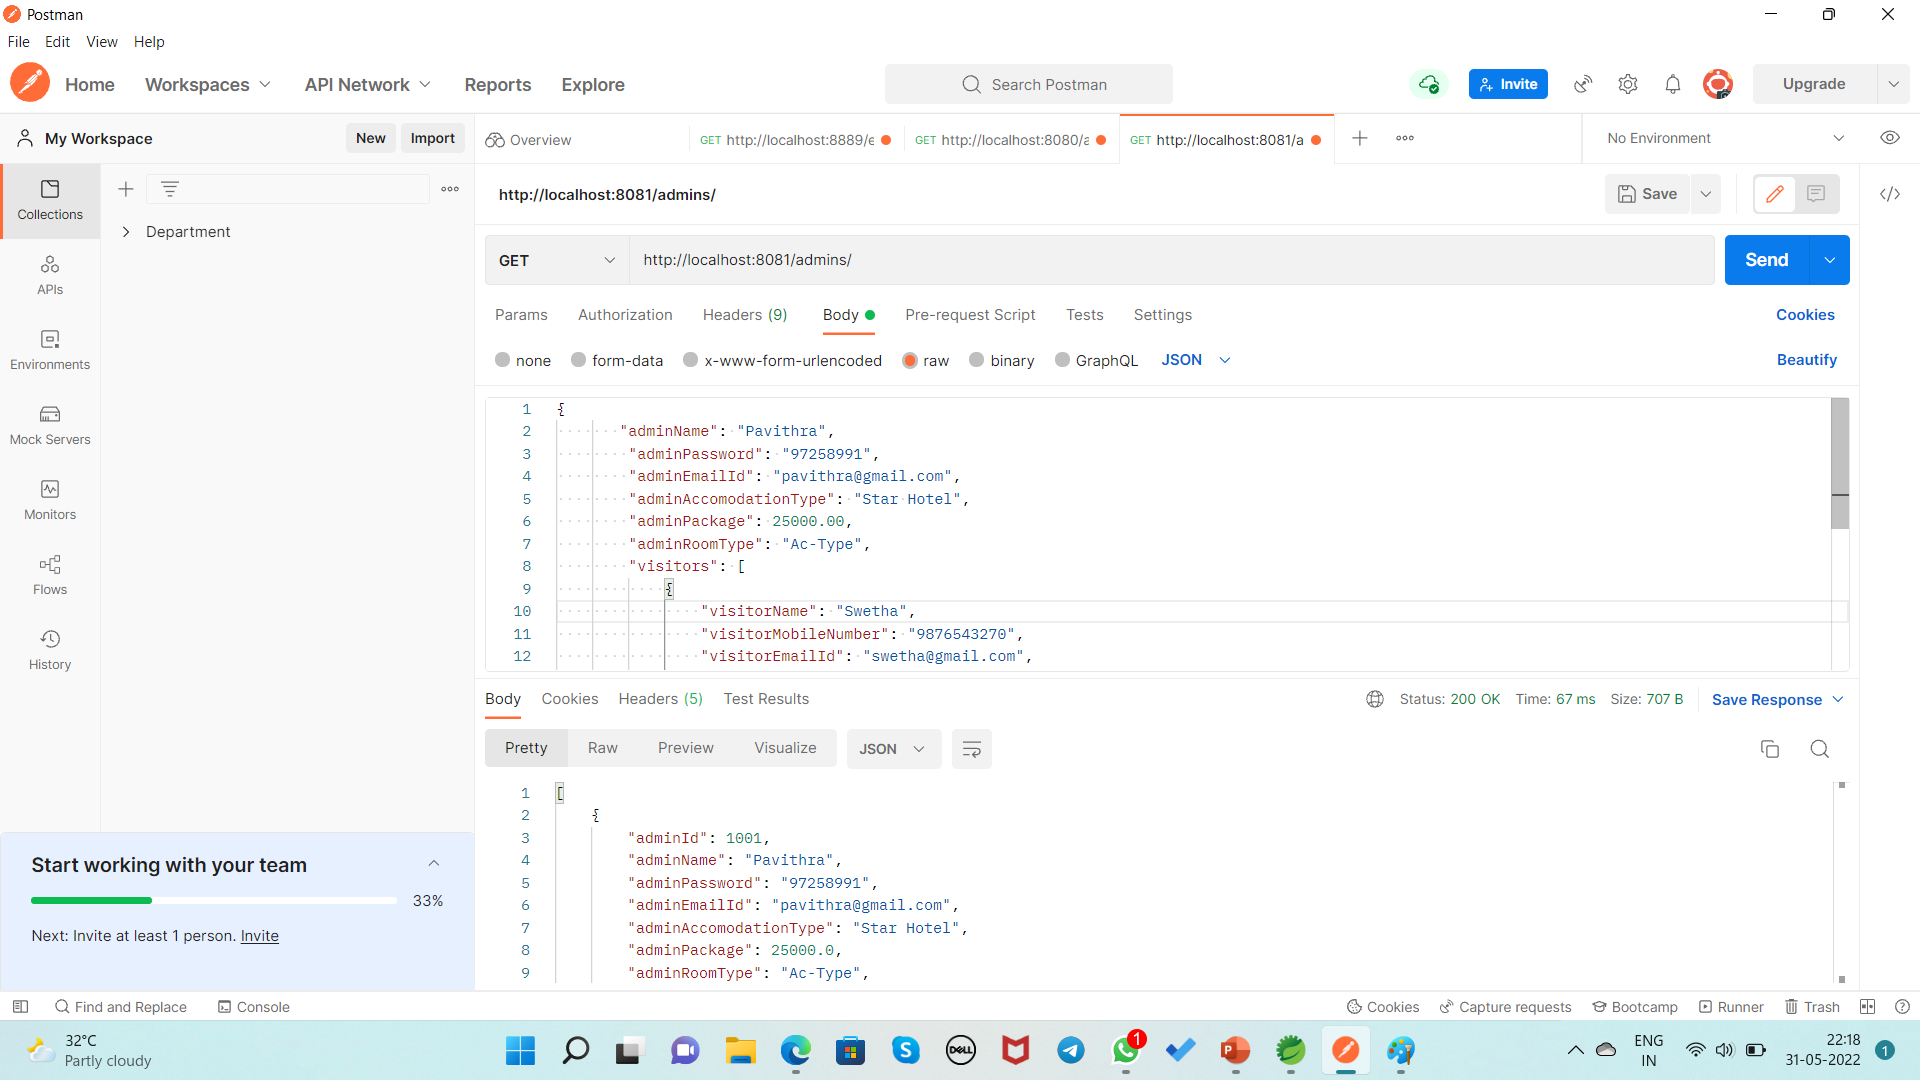 Postman
File Edit View Help
Home Workspaces API Network Reports Explore Search Postman Invite Upgrade
My Workspace New Import Overview GET http://localhost:8889/e GET http://localhost:8080/a GET http://localhost:8081/a No Environment
Collections
Department
APIs
Environments
Mock Servers
Monitors
Flows
History
http://localhost:8081/admins/ Save
GET http://localhost:8081/admins/ Send
Params Authorization Headers (9) Body Pre-request Script Tests Settings Cookies
none form-data x-www-form-urlencoded raw binary GraphQL JSON Beautify
1 {
2 "adminName": "Pavithra",
3 "adminPassword": "97258991",
4 "adminEmailId": "pavithra@gmail.com",
5 "adminAccomodationType": "Star Hotel",
6 "adminPackage": 25000.00,
7 "adminRoomType": "Ac-Type",
8 "visitors": [
9 {
10 "visitorName": "Swetha",
11 "visitorMobileNumber": "9876543270",
12 "visitorEmailId": "swetha@gmail.com",
Body Cookies Headers (5) Test Results Status: 200 OK Time: 67 ms Size: 707 B Save Response
Pretty Raw Preview Visualize JSON
1 [
2 {
3 "adminId": 1001,
4 "adminName": "Pavithra",
5 "adminPassword": "97258991",
6 "adminEmailId": "pavithra@gmail.com",
7 "adminAccomodationType": "Star Hotel",
8 "adminPackage": 25000.0,
9 "adminRoomType": "Ac-Type",
Start working with your team
33%
Next: Invite at least 1 person. Invite
Find and Replace Console Cookies Capture requests Bootcamp Runner Trash
32°C
Partly cloudy
DELL
1
ENG
IN
22:18
31-05-2022
1